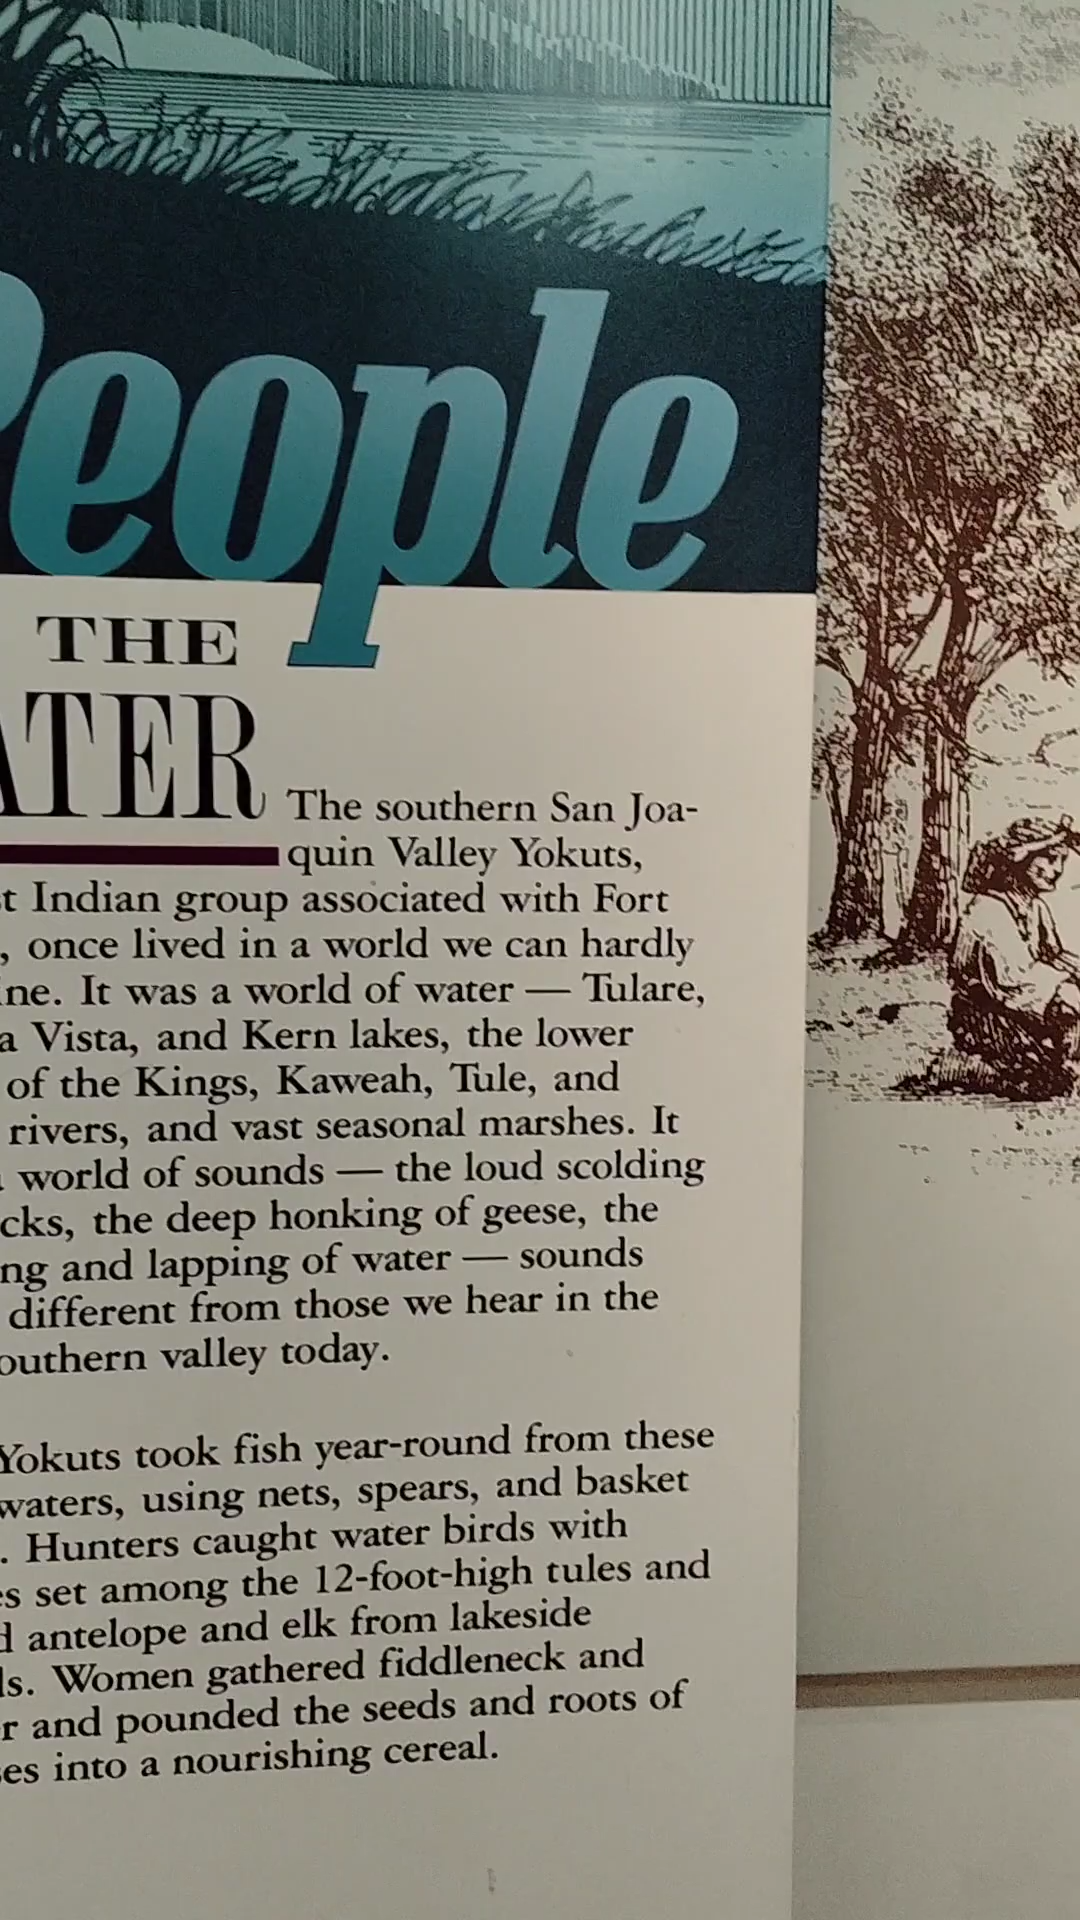 People
THE
ATER
The southern San Joa-
quin Valley Yokuts,
t Indian group associated with Fort
, once lived in a world we can hardly
ine. It was a world of water — Tulare,
a Vista, and Kern lakes, the lower
of the Kings, Kaweah, Tule, and
rivers, and vast seasonal marshes. It
world of sounds — the loud scolding
cks, the deep honking of geese, the
ng and lapping of water — sounds
different from those we hear in the
outhern valley today.
Yokuts took fish year-round from these
waters, using nets, spears, and basket
. Hunters caught water birds with
es set among the 12-foot-high tules and
d antelope and elk from lakeside
ls. Women gathered fiddleneck and
r and pounded the seeds and roots of
es into a nourishing cereal.